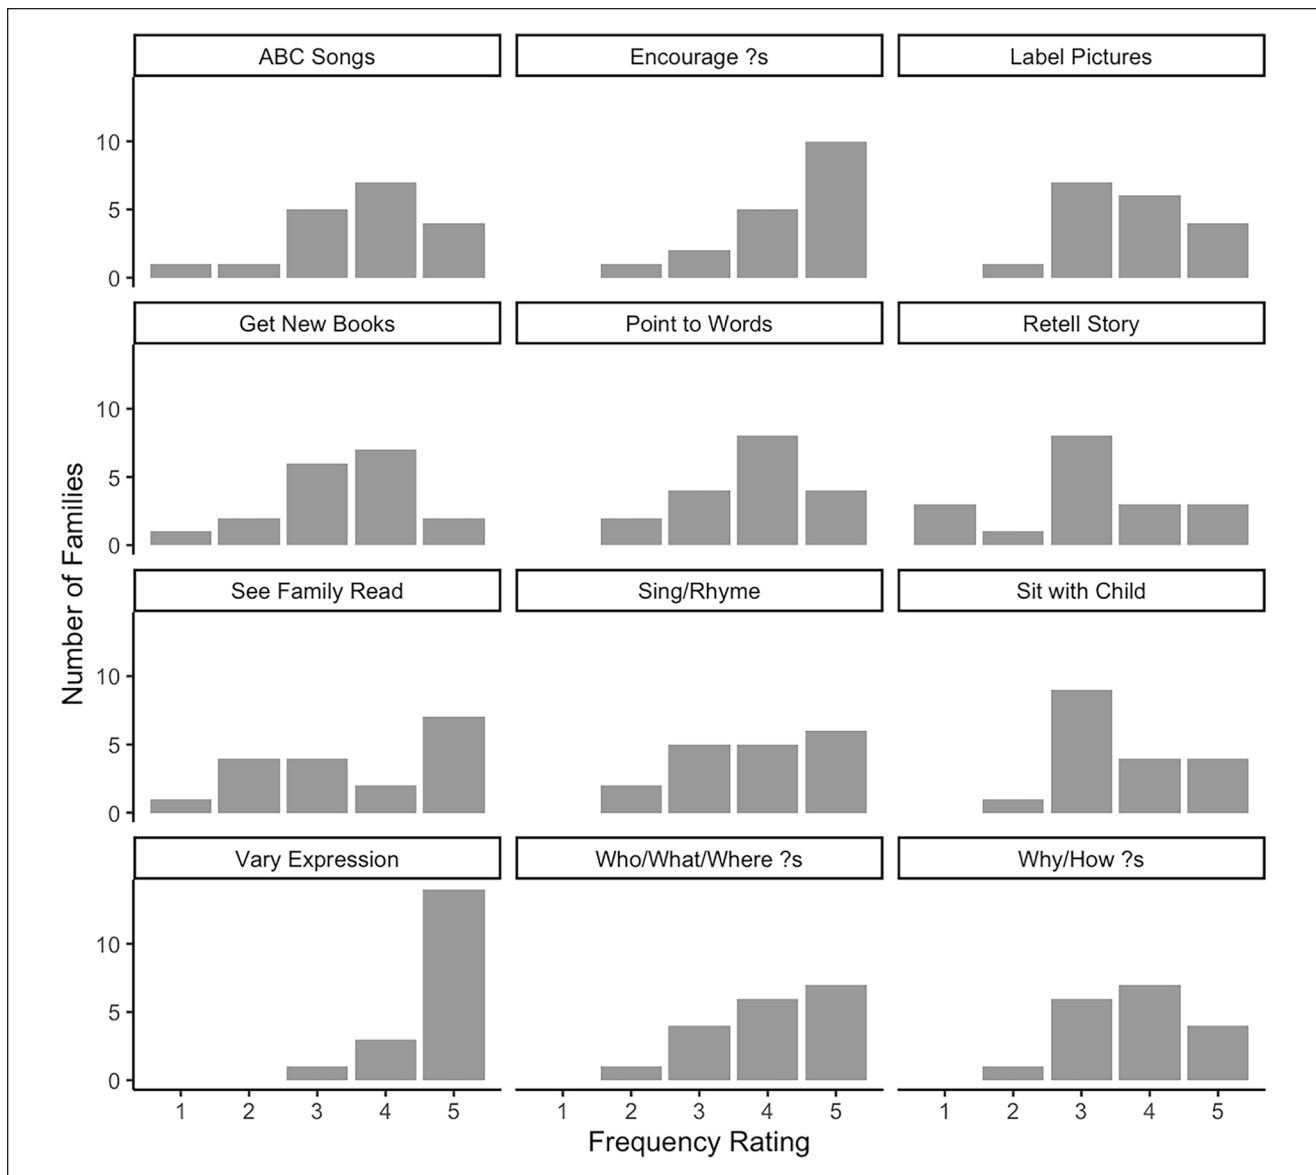 ABC Songs Encourage ?s Label Pictures
10
5
0
Get New Books Point to Words Retell Story
10
5
0
See Family Read Sing/Rhyme Sit with Child
10
5
0
Vary Expression Who/What/Where ?s Why/How ?s
10
5
0
1 2 3 4 5 1 2 3 4 5 1 2 3 4 5
Frequency Rating
Number of Families